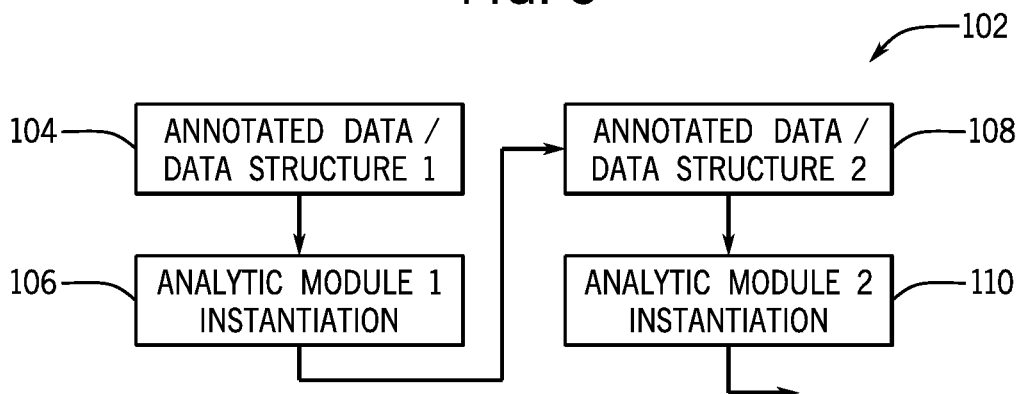 102
104
ANNOTATED DATA /
DATA STRUCTURE 1
ANNOTATED DATA /
DATA STRUCTURE 2
108
106
ANALYTIC MODULE 1
INSTANTIATION
ANALYTIC MODULE 2
INSTANTIATION
110